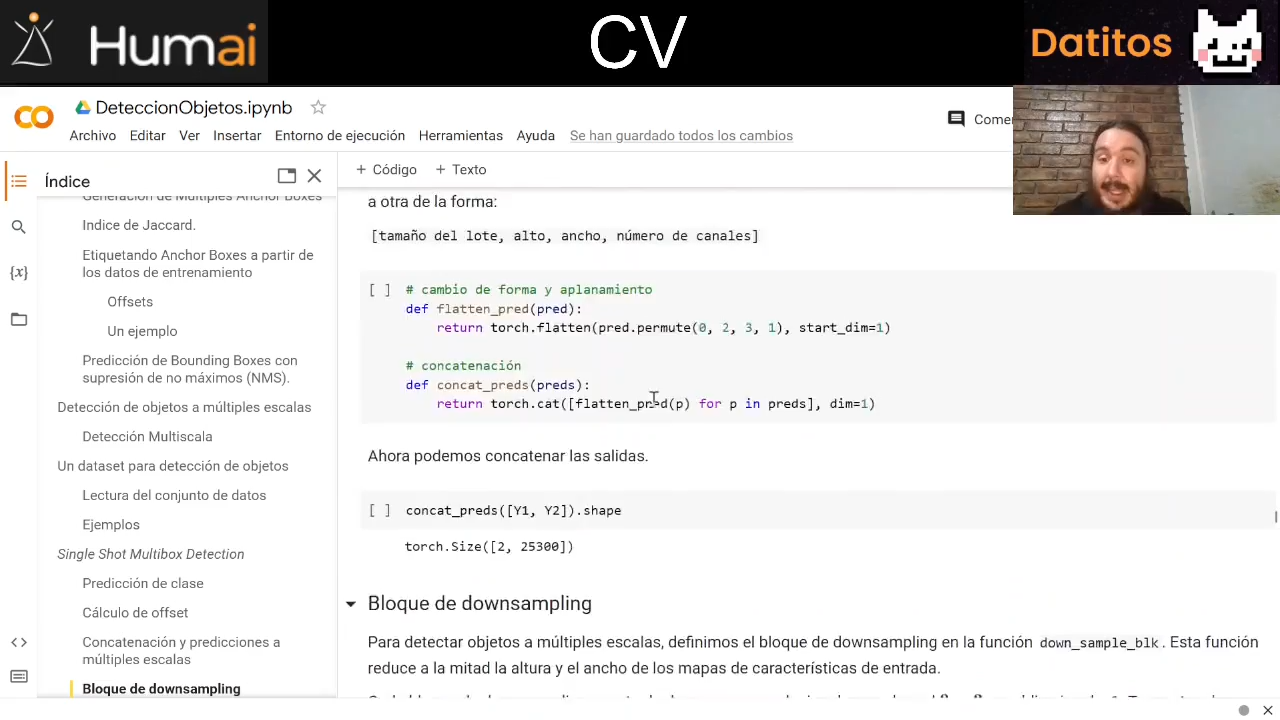 Humai
CV
Datitos
DeteccionObjetos.ipynb
Archivo Editar Ver Insertar Entorno de ejecución Herramientas Ayuda Se han guardado todos los cambios
+ Código + Texto
Índice
Generación de Múltiples Anchor Boxes
Indice de Jaccard.
Etiquetando Anchor Boxes a partir de
los datos de entrenamiento
Offsets
Un ejemplo
Predicción de Bounding Boxes con
supresión de no máximos (NMS).
Detección de objetos a múltiples escalas
Detección Multiscala
Un dataset para detección de objetos
Lectura del conjunto de datos
Ejemplos
Single Shot Multibox Detection
Predicción de clase
Cálculo de offset
Concatenación y predicciones a
múltiples escalas
Bloque de downsampling
a otra de la forma:
[tamaño del lote, alto, ancho, número de canales]
[ ] # cambio de forma y aplanamiento
def flatten_pred(pred):
return torch.flatten(pred.permute(0, 2, 3, 1), start_dim=1)
# concatenación
def concat_preds(preds):
return torch.cat([flatten_pred(p) for p in preds], dim=1)
Ahora podemos concatenar las salidas.
[ ] concat_preds([Y1, Y2]).shape
torch.Size([2, 25300])
Bloque de downsampling
Para detectar objetos a múltiples escalas, definimos el bloque de downsampling en la función down_sample_blk. Esta función
reduce a la mitad la altura y el ancho de los mapas de características de entrada.